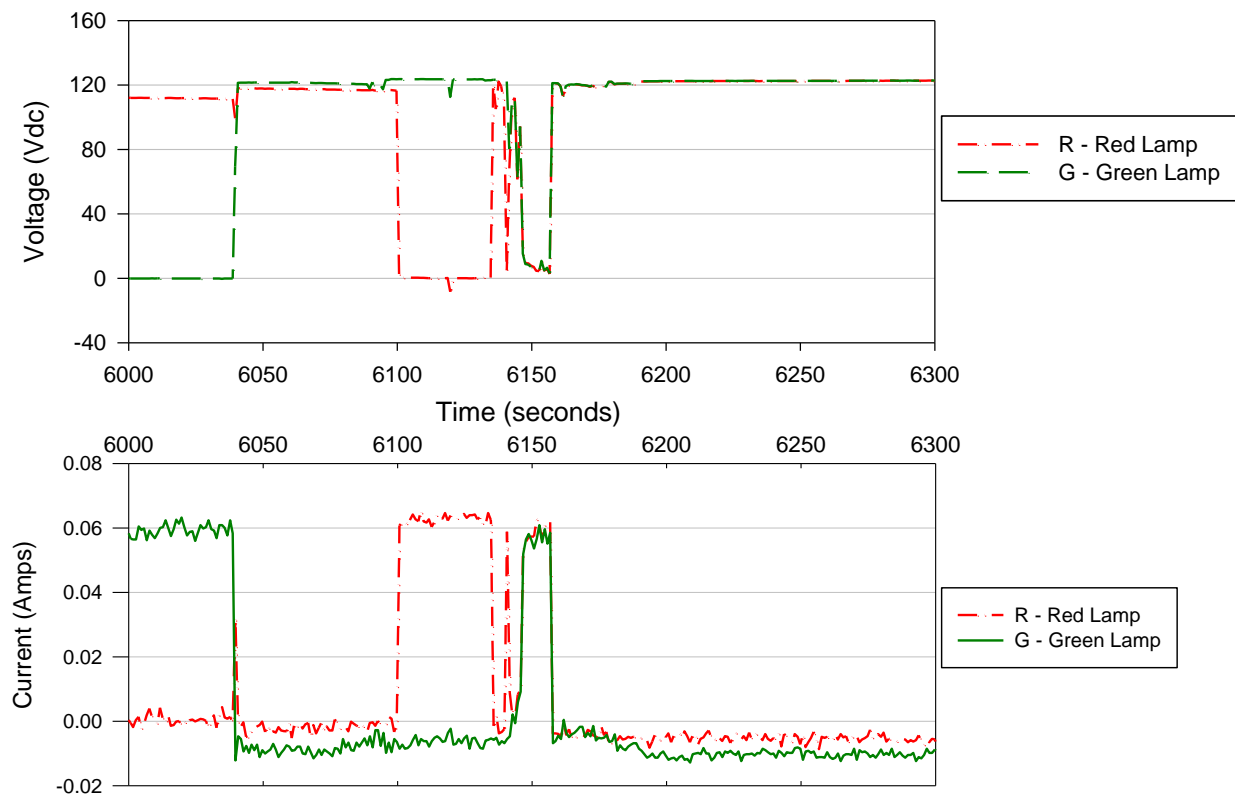 160
120
80
40
0
-40
Voltage (Vdc)
6000 6050 6100 6150 6200 6250 6300
Time (seconds)
R - Red Lamp
G - Green Lamp
6000 6050 6100 6150 6200 6250 6300
0.08
0.06
0.04
0.02
0.00
-0.02
Current (Amps)
R - Red Lamp
G - Green Lamp